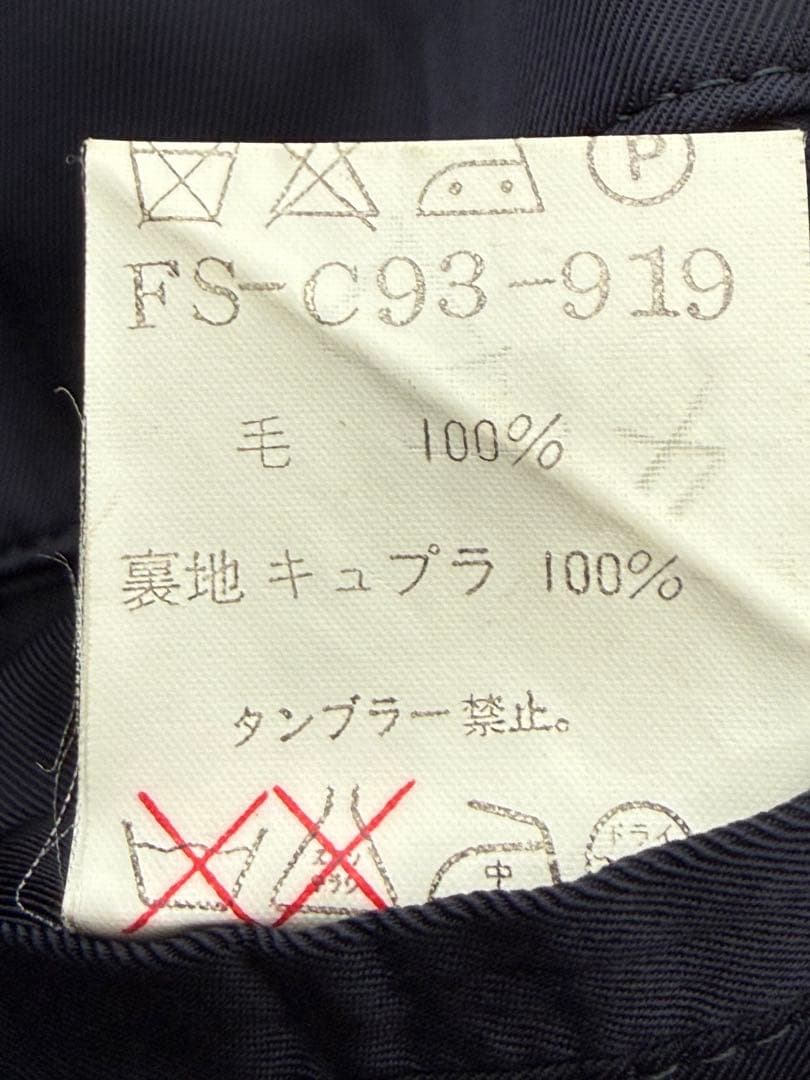 P
FS-C93-919
毛 100%
裏地 キュプラ 100%
タンブラー禁止。
中 ドライ